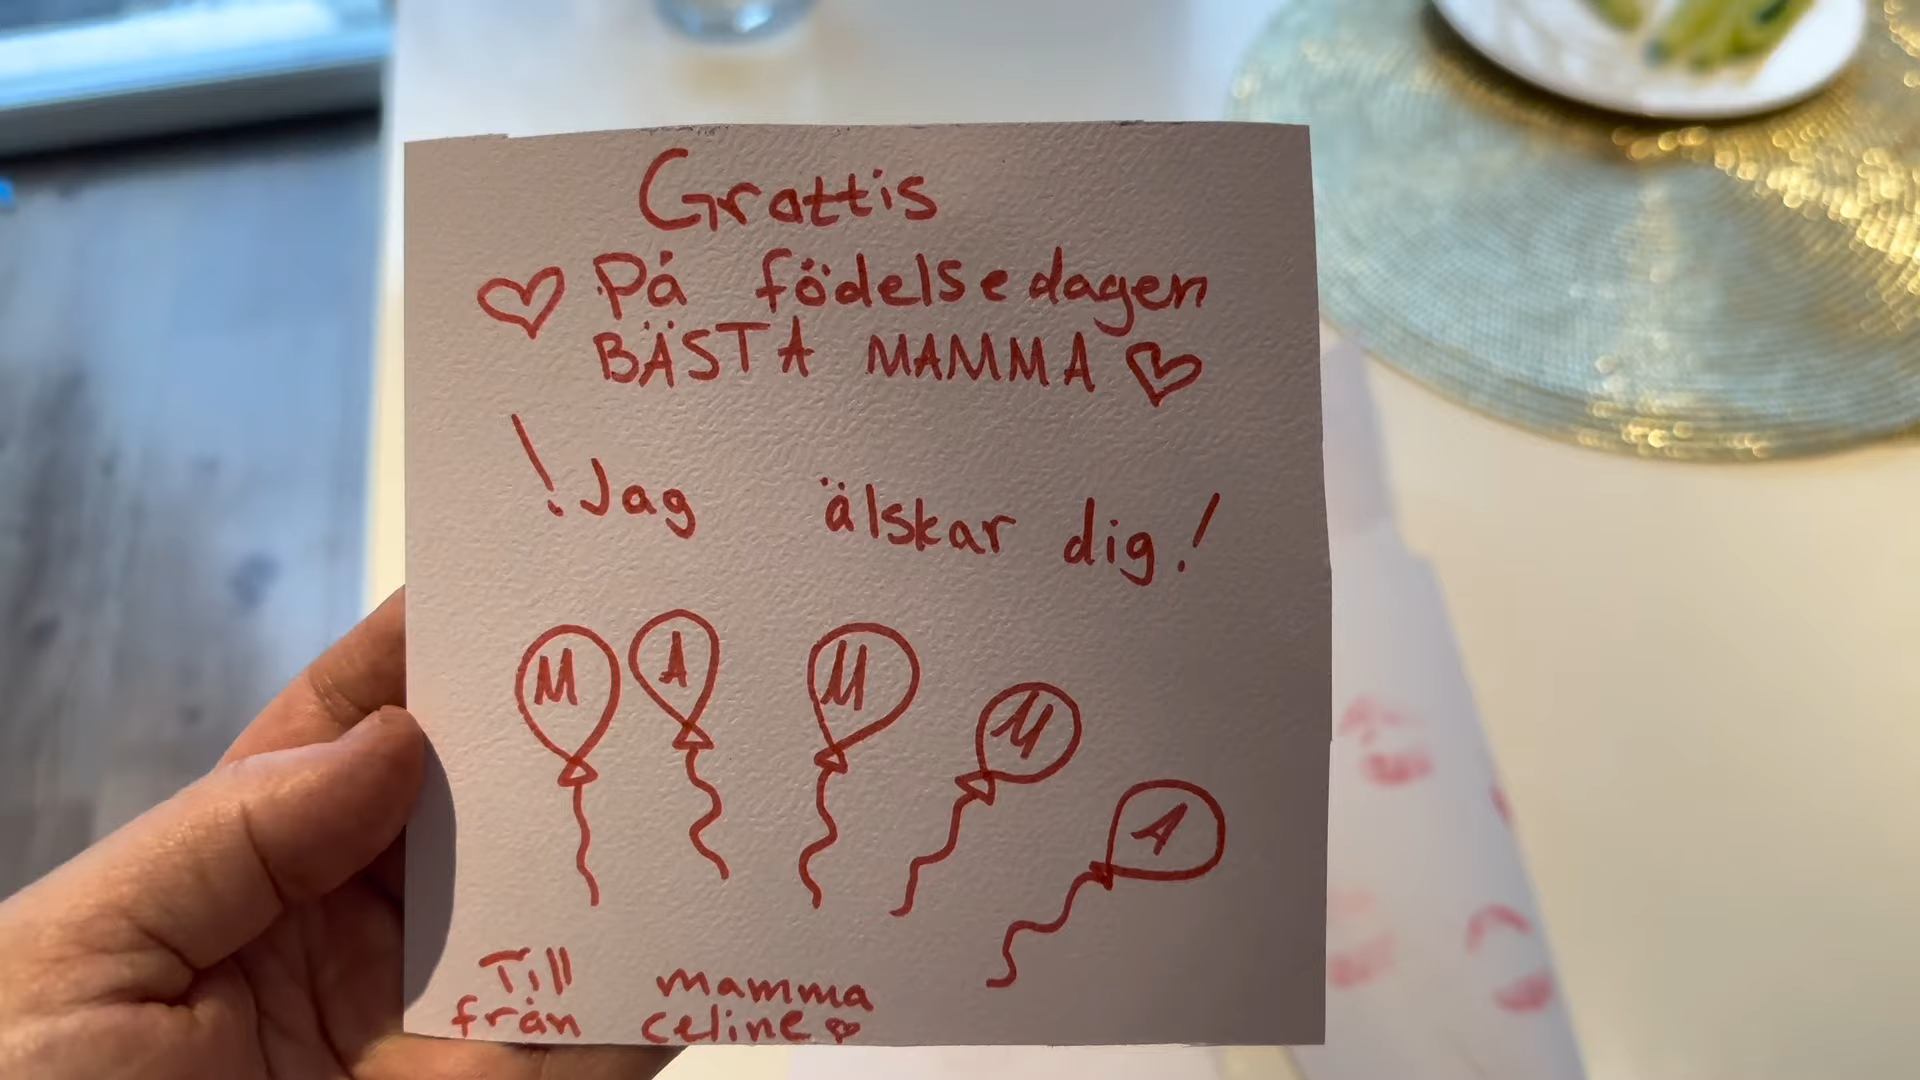 Grattis
♡ På födelsedagen
BÄSTA MAMMA ♡
! Jag älskar dig!
M A M M A
Till mamma
från celine ♡